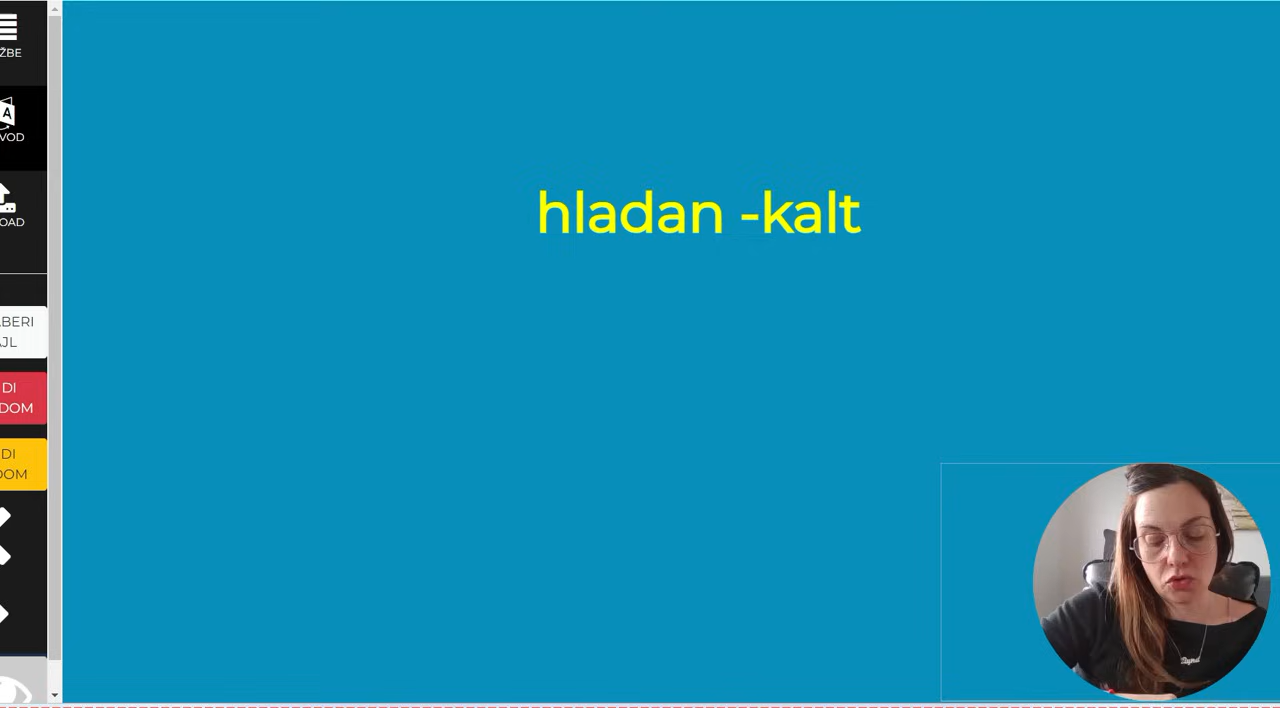 ŽBE
A
VOD
OAD
BERI
JL
DI
DOM
DI
DOM
hladan -kalt